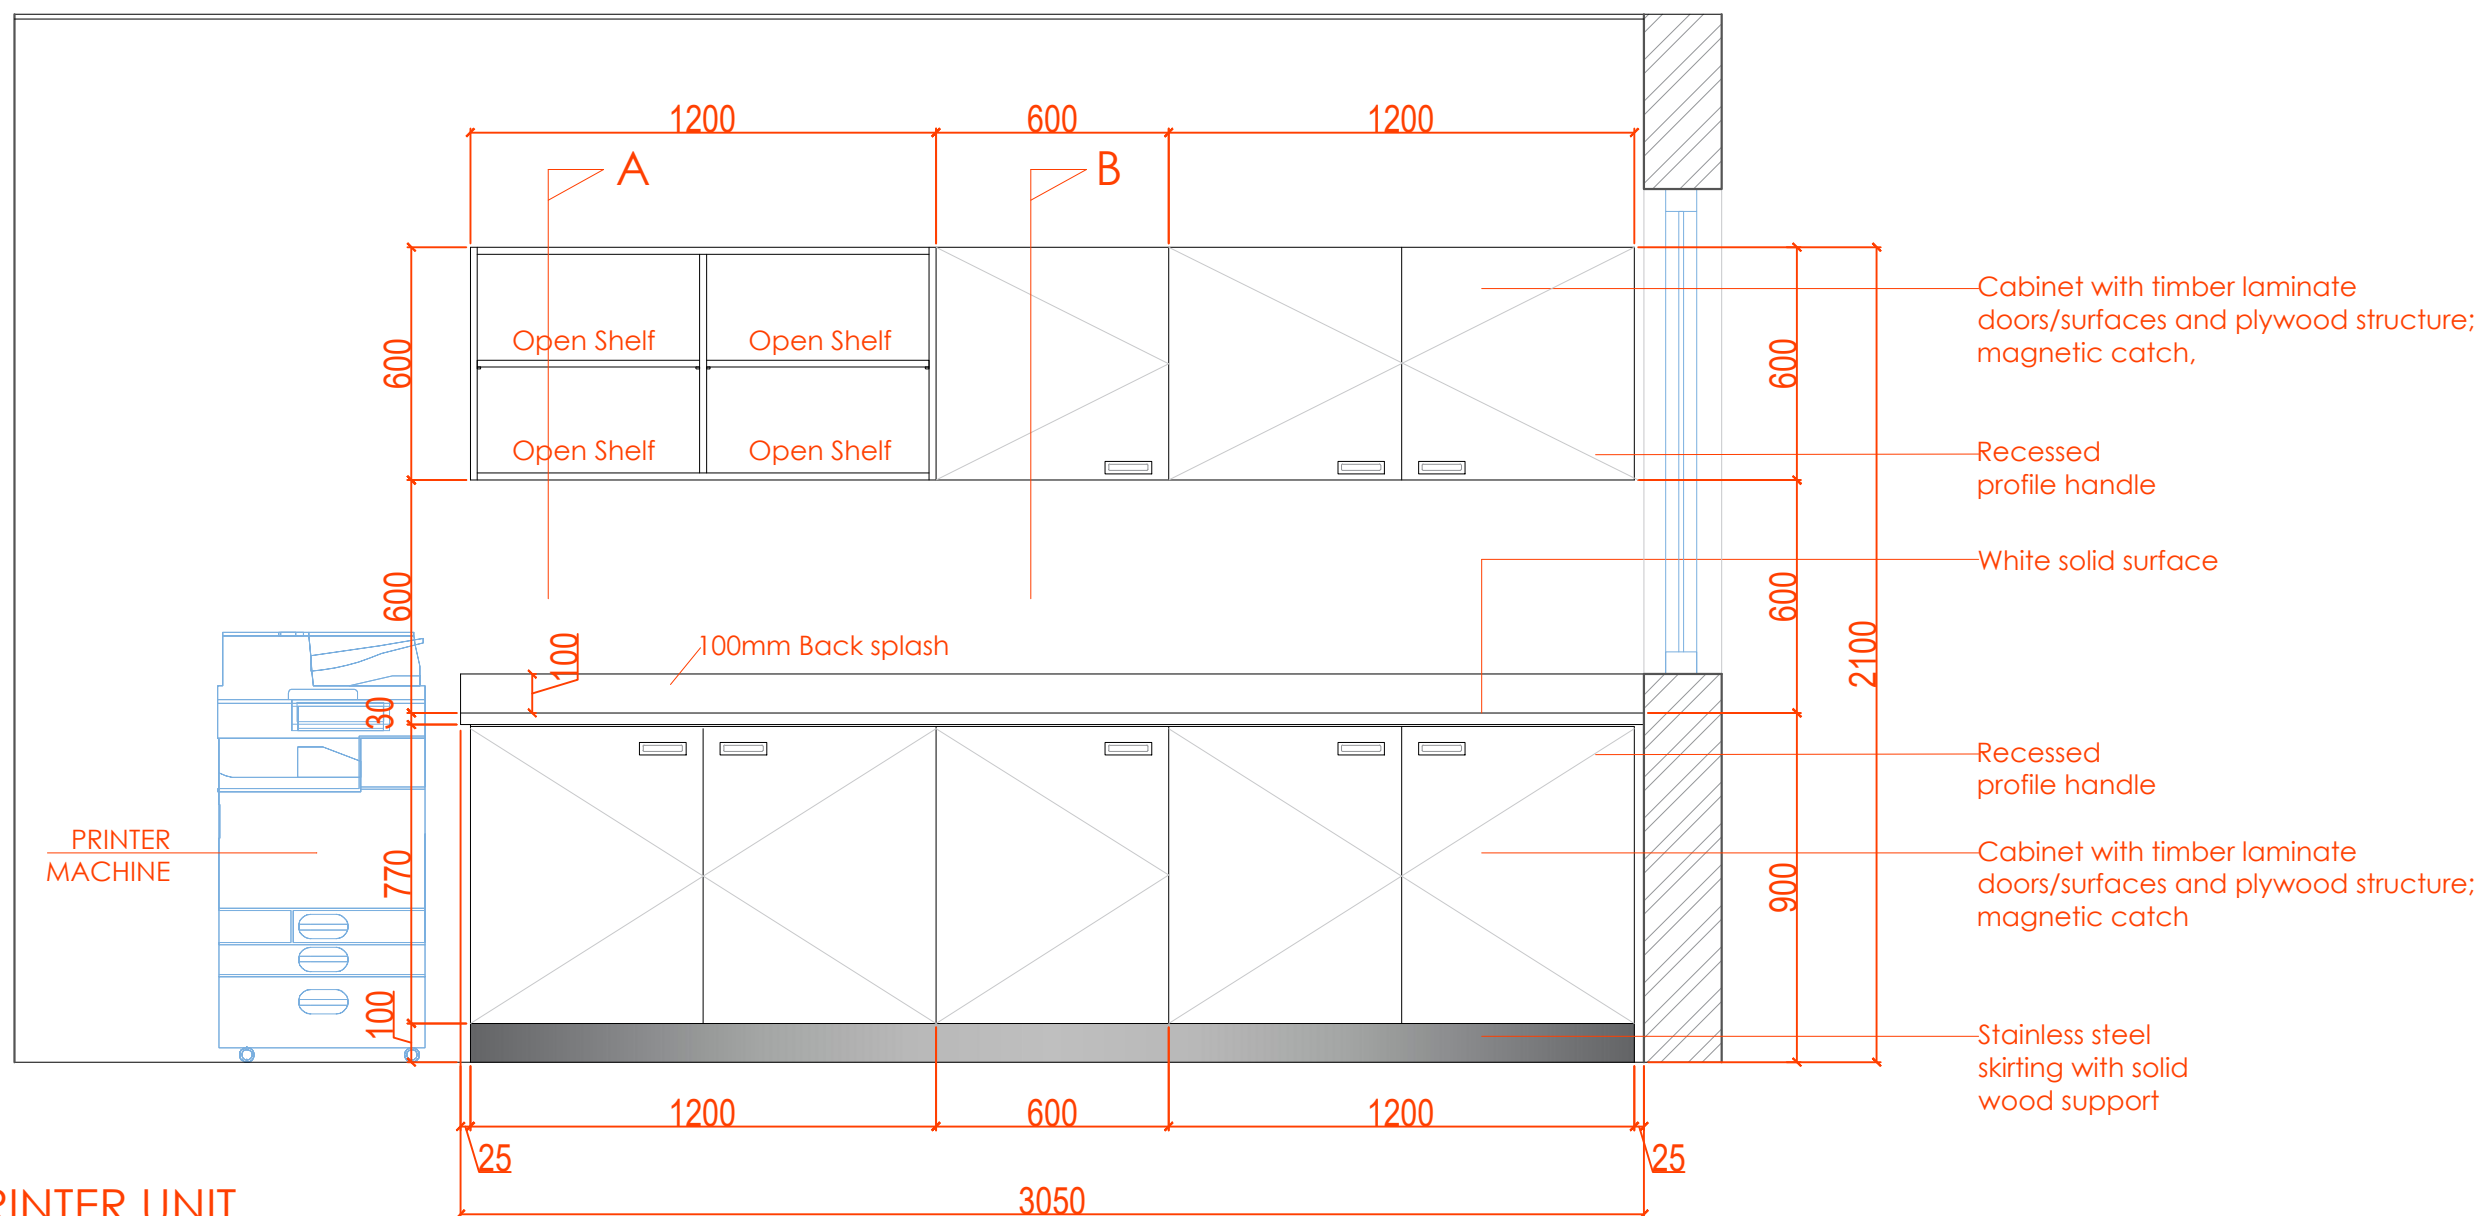 1200
600
1200
A
B
Cabinet with timber laminate
doors/surfaces and plywood structure;
magnetic catch,
Open Shelf
Open Shelf
600
600
Open Shelf
Open Shelf
Recessed
profile handle
White solid surface
600
600
100
100mm Back splash
2100
30
Recessed
profile handle
PRINTER
MACHINE
770
900
Cabinet with timber laminate
doors/surfaces and plywood structure;
magnetic catch
100
Stainless steel
skirting with solid
wood support
1200
600
1200
25
25
3050
RINTER UNIT